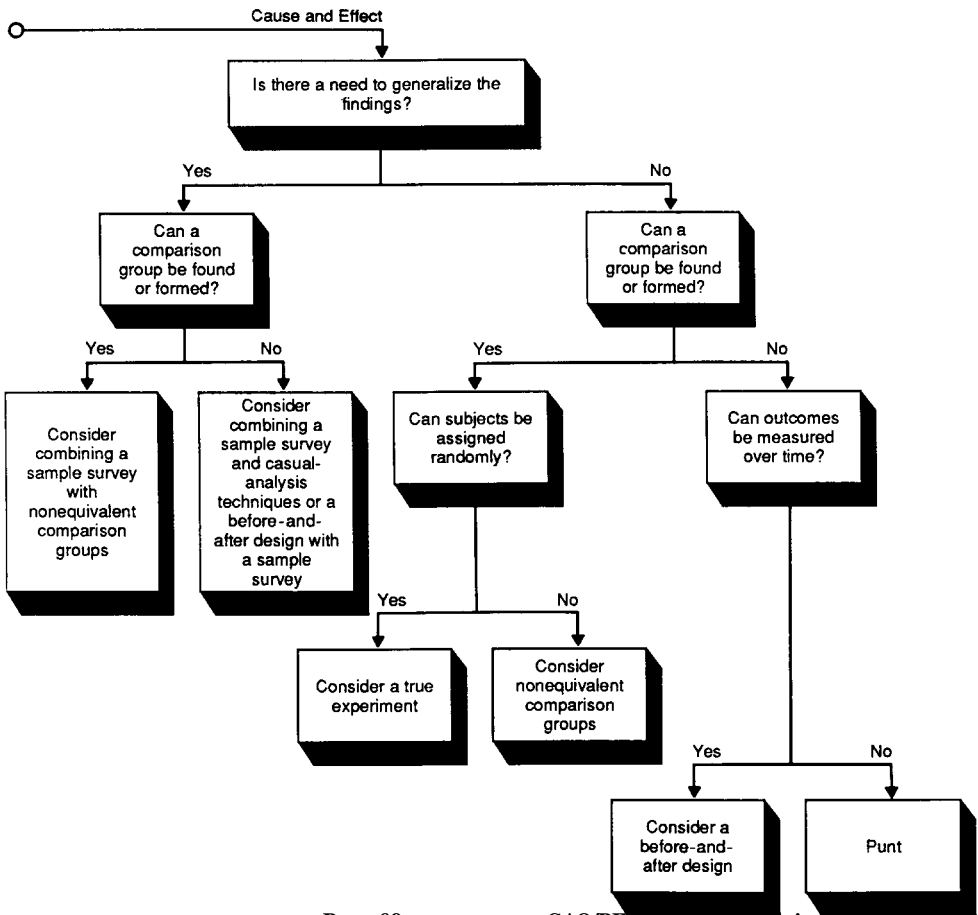 Cause and Effect
Is there a need to generalize the
findings?
Yes
No
Can a
comparison
group be found
or formed?
Can a
comparison
group be found
or formed?
Yes
No
Yes
No
Consider
combining a
sample survey
with
nonequivalent
comparison
groups
Consider
combining a
sample survey
and casual-
analysis
techniques or a
before-and-
after design with
a sample
survey
Can subjects be
assigned
randomly?
Can outcomes
be measured
over time?
Yes
No
Consider a true
experiment
Consider
nonequivalent
comparison
groups
Yes
No
Consider a
before-and-
after design
Punt